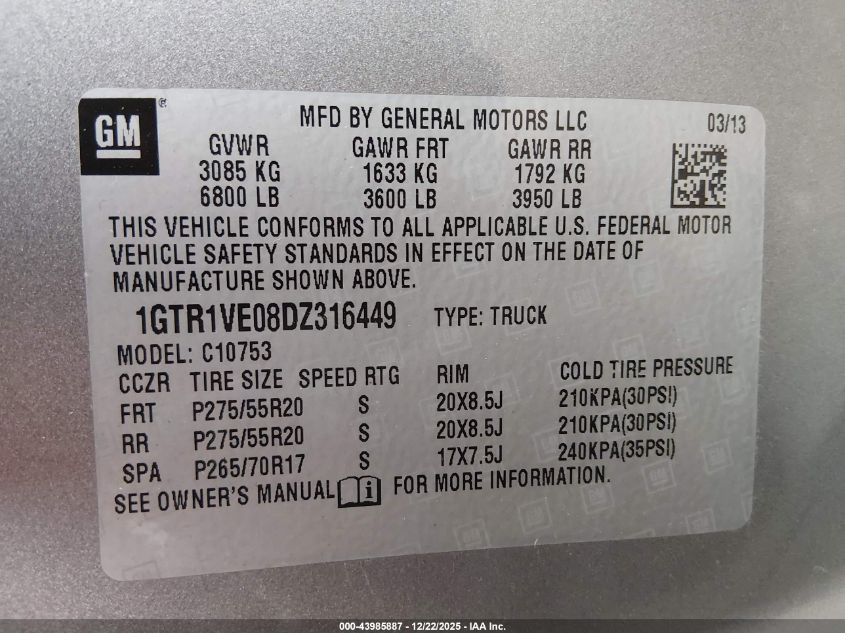 GM ®
MFD BY GENERAL MOTORS LLC 03/13
GVWR GAWR FRT GAWR RR
3085 KG 1633 KG 1792 KG
6800 LB 3600 LB 3950 LB
THIS VEHICLE CONFORMS TO ALL APPLICABLE U.S. FEDERAL MOTOR
VEHICLE SAFETY STANDARDS IN EFFECT ON THE DATE OF
MANUFACTURE SHOWN ABOVE.
1GTR1VE08DZ316449 TYPE: TRUCK
MODEL: C10753
CCZR TIRE SIZE SPEED RTG RIM COLD TIRE PRESSURE
FRT P275/55R20 S 20X8.5J 210KPA(30PSI)
RR P275/55R20 S 20X8.5J 210KPA(30PSI)
SPA P265/70R17 S 17X7.5J 240KPA(35PSI)
SEE OWNER'S MANUAL i FOR MORE INFORMATION.
000-43985887 - 12/22/2025 - IAA Inc.